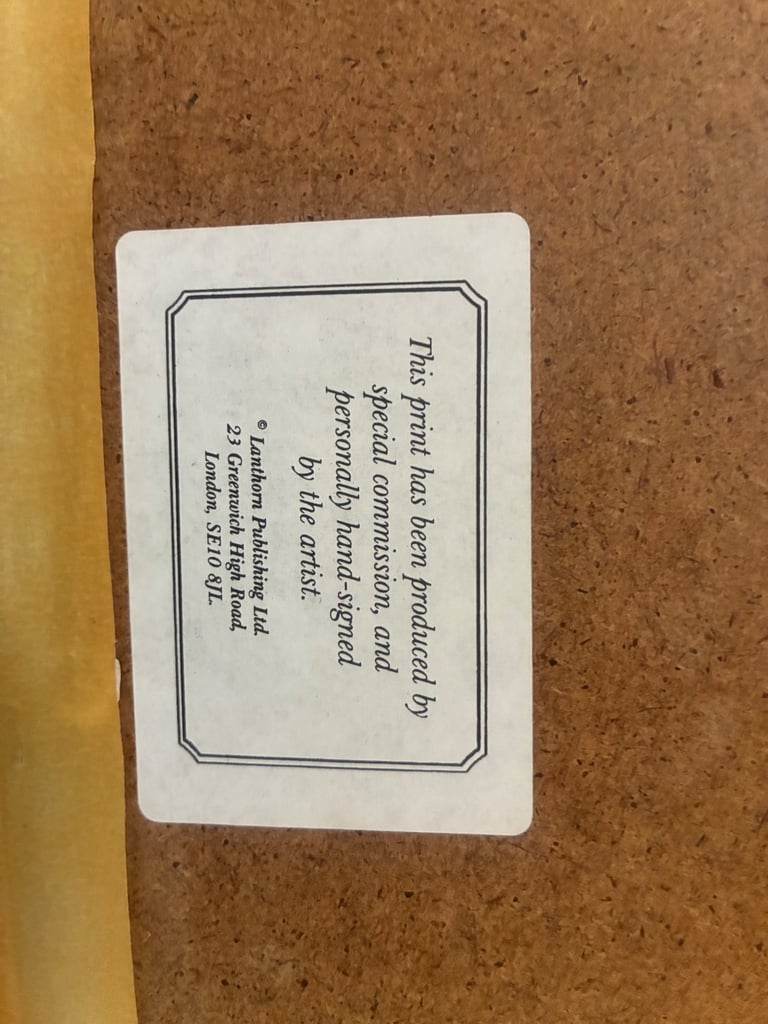 This print has been produced by
special commission, and
personally hand-signed
by the artist.
© Lanthorn Publishing Ltd.
23 Greenwich High Road,
London, SE10 8JL.